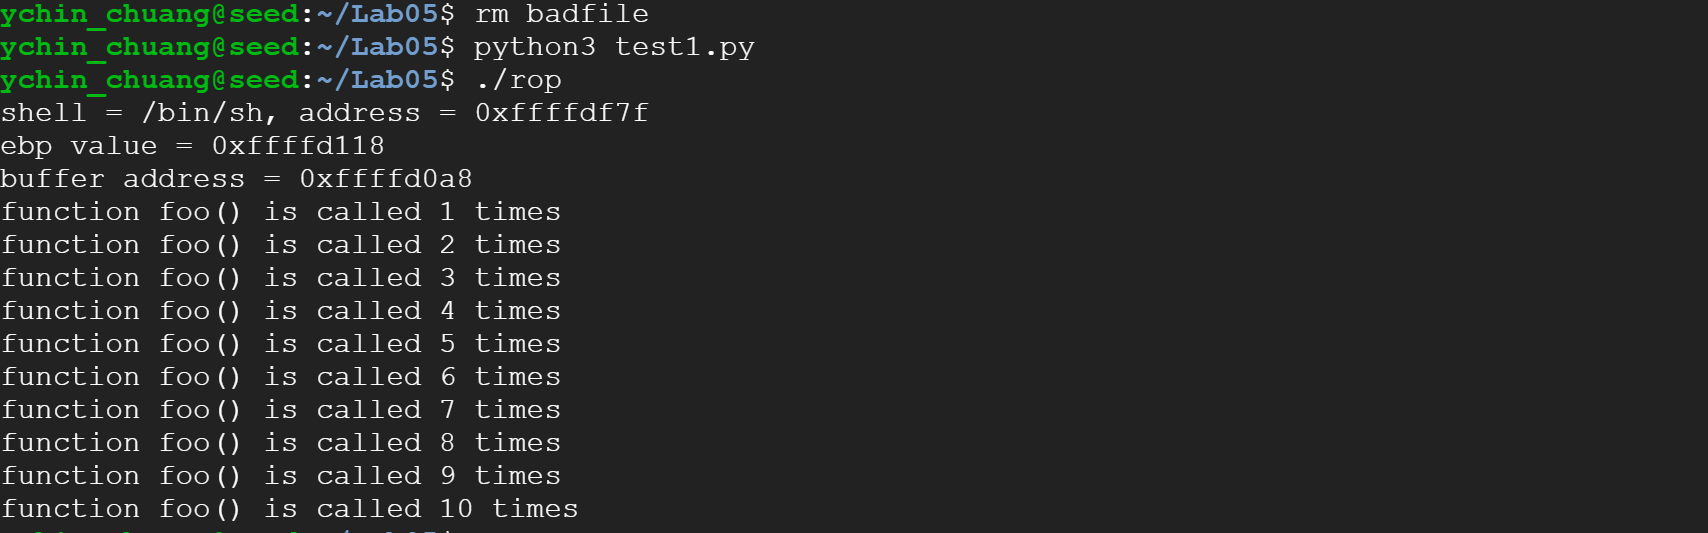 ychin_chuang@seed:~/Lab05$ rm badfile
ychin_chuang@seed:~/Lab05$ python3 test1.py
ychin_chuang@seed:~/Lab05$ ./rop
shell = /bin/sh, address = 0xffffdf7f
ebp value = 0xffffd118
buffer address = 0xffffd0a8
function foo() is called 1 times
function foo() is called 2 times
function foo() is called 3 times
function foo() is called 4 times
function foo() is called 5 times
function foo() is called 6 times
function foo() is called 7 times
function foo() is called 8 times
function foo() is called 9 times
function foo() is called 10 times